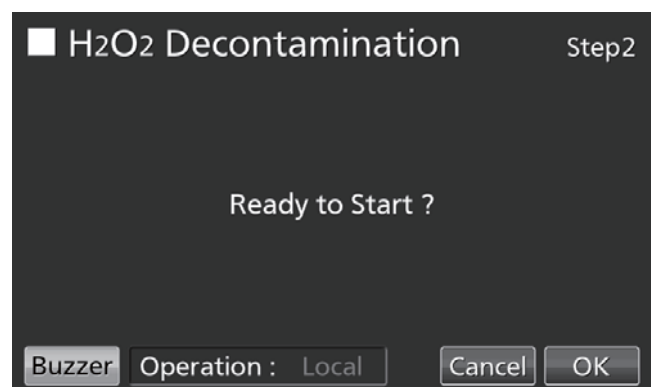 H2O2 Decontamination Step2
Ready to Start ?
Buzzer Operation : Local Cancel OK